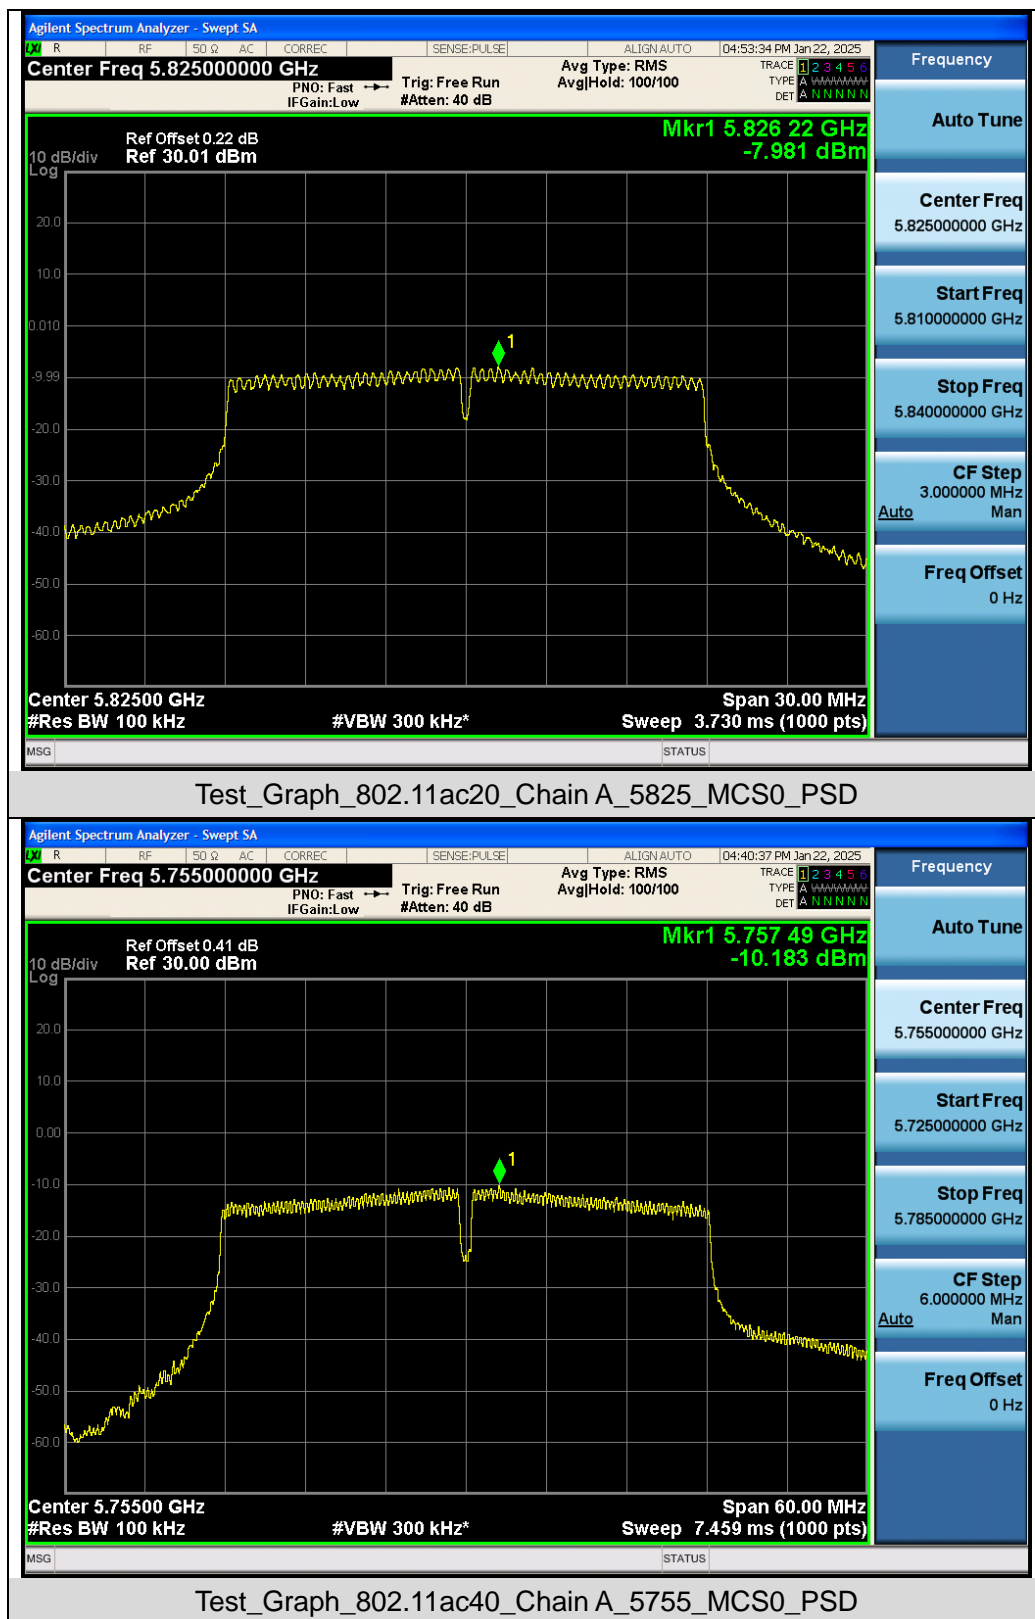 Agilent Spectrum Analyzer - Swept SA
LXI R RF 50 Ω AC CORREC SENSE:PULSE ALIGN AUTO 04:53:34 PM Jan 22, 2025
Center Freq 5.825000000 GHz
PNO: Fast
IFGain:Low
Trig: Free Run
#Atten: 40 dB
Avg Type: RMS
Avg|Hold: 100/100
TRACE 1 2 3 4 5 6
TYPE A WWWWW
DET A N N N N N
Frequency
Auto Tune
Center Freq
5.825000000 GHz
Start Freq
5.810000000 GHz
Stop Freq
5.840000000 GHz
CF Step
3.000000 MHz
Auto Man
Freq Offset
0 Hz
Mkr1 5.826 22 GHz
-7.981 dBm
Ref Offset 0.22 dB
10 dB/div Ref 30.01 dBm
Log
20.0
10.0
0.010
-9.99
-20.0
-30.0
-40.0
-50.0
-60.0
1
Center 5.82500 GHz Span 30.00 MHz
#Res BW 100 kHz #VBW 300 kHz* Sweep 3.730 ms (1000 pts)
MSG STATUS
Test_Graph_802.11ac20_Chain A_5825_MCS0_PSD
Agilent Spectrum Analyzer - Swept SA
LXI R RF 50 Ω AC CORREC SENSE:PULSE ALIGN AUTO 04:40:37 PM Jan 22, 2025
Center Freq 5.755000000 GHz
PNO: Fast
IFGain:Low
Trig: Free Run
#Atten: 40 dB
Avg Type: RMS
Avg|Hold: 100/100
TRACE 1 2 3 4 5 6
TYPE A WWWWW
DET A N N N N N
Frequency
Auto Tune
Center Freq
5.755000000 GHz
Start Freq
5.725000000 GHz
Stop Freq
5.785000000 GHz
CF Step
6.000000 MHz
Auto Man
Freq Offset
0 Hz
Mkr1 5.757 49 GHz
-10.183 dBm
Ref Offset 0.41 dB
10 dB/div Ref 30.00 dBm
Log
20.0
10.0
0.00
-10.0
-20.0
-30.0
-40.0
-50.0
-60.0
1
Center 5.75500 GHz Span 60.00 MHz
#Res BW 100 kHz #VBW 300 kHz* Sweep 7.459 ms (1000 pts)
MSG STATUS
Test_Graph_802.11ac40_Chain A_5755_MCS0_PSD